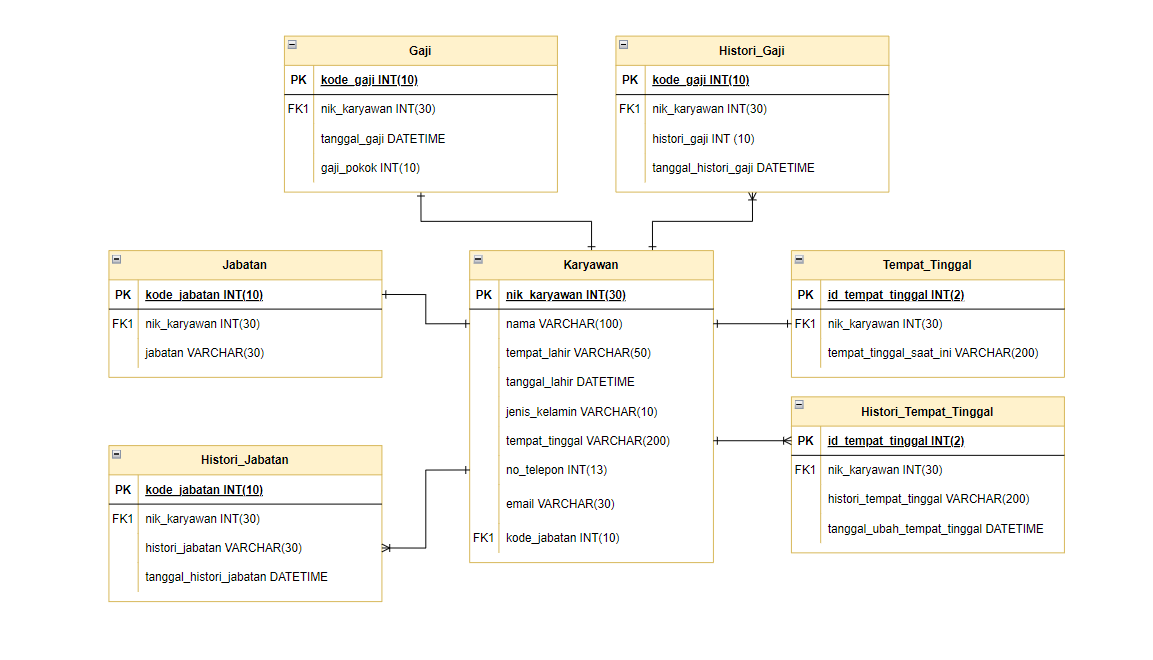 Gaji
PK kode_gaji INT(10)
FK1 nik_karyawan INT(30)
tanggal_gaji DATETIME
gaji_pokok INT(10)
Histori_Gaji
PK kode_gaji INT(10)
FK1 nik_karyawan INT(30)
histori_gaji INT (10)
tanggal_histori_gaji DATETIME
Jabatan
PK kode_jabatan INT(10)
FK1 nik_karyawan INT(30)
jabatan VARCHAR(30)
Karyawan
PK nik_karyawan INT(30)
nama VARCHAR(100)
tempat_lahir VARCHAR(50)
tanggal_lahir DATETIME
jenis_kelamin VARCHAR(10)
tempat_tinggal VARCHAR(200)
no_telepon INT(13)
email VARCHAR(30)
FK1 kode_jabatan INT(10)
Tempat_Tinggal
PK id_tempat_tinggal INT(2)
FK1 nik_karyawan INT(30)
tempat_tinggal_saat_ini VARCHAR(200)
Histori_Tempat_Tinggal
PK id_tempat_tinggal INT(2)
FK1 nik_karyawan INT(30)
histori_tempat_tinggal VARCHAR(200)
tanggal_ubah_tempat_tinggal DATETIME
Histori_Jabatan
PK kode_jabatan INT(10)
FK1 nik_karyawan INT(30)
histori_jabatan VARCHAR(30)
tanggal_histori_jabatan DATETIME